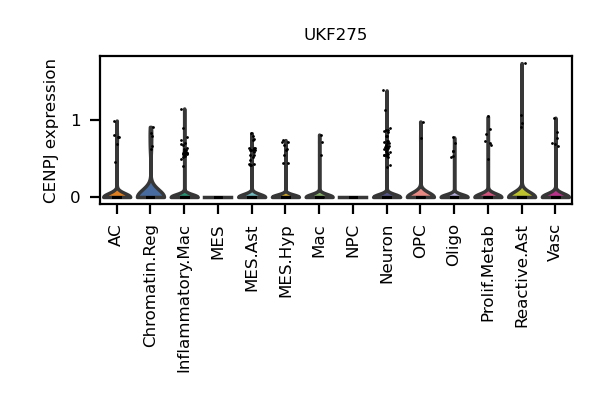 UKF275
CENPJ expression
1
0
AC
Chromatin.Reg
Inflammatory.Mac
MES
MES.Ast
MES.Hyp
Mac
NPC
Neuron
OPC
Oligo
Prolif.Metab
Reactive.Ast
Vasc